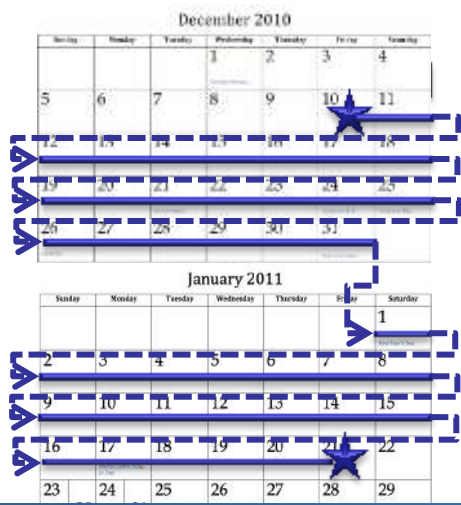 December 2010
Sunday Monday Tuesday Wednesday Thursday Friday Saturday
1 2 3 4
5 6 7 8 9 10 11
12 13 14 15 16 17 18
19 20 21 22 23 24 25
26 27 28 29 30 31
January 2011
Sunday Monday Tuesday Wednesday Thursday Friday Saturday
1
New Year's Day
2 3 4 5 6 7 8
9 10 11 12 13 14 15
16 17 18 19 20 21 22
23 24 25 26 27 28 29